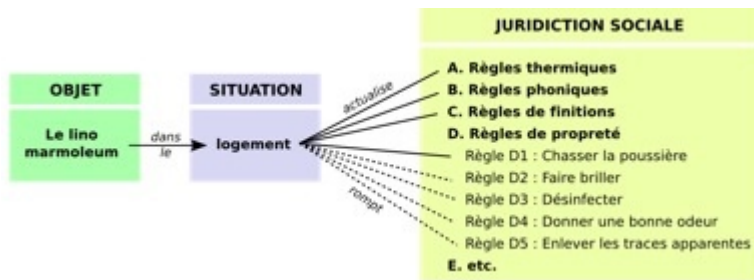 OBJET
Le lino
marmoleum
dans
le
SITUATION
logement
actualise
rompt
JURIDICTION SOCIALE
A. Règles thermiques
B. Règles phoniques
C. Règles de finitions
D. Règles de propreté
Règle D1 : Chasser la poussière
Règle D2 : Faire briller
Règle D3 : Désinfecter
Règle D4 : Donner une bonne odeur
Règle D5 : Enlever les traces apparentes
E. etc.